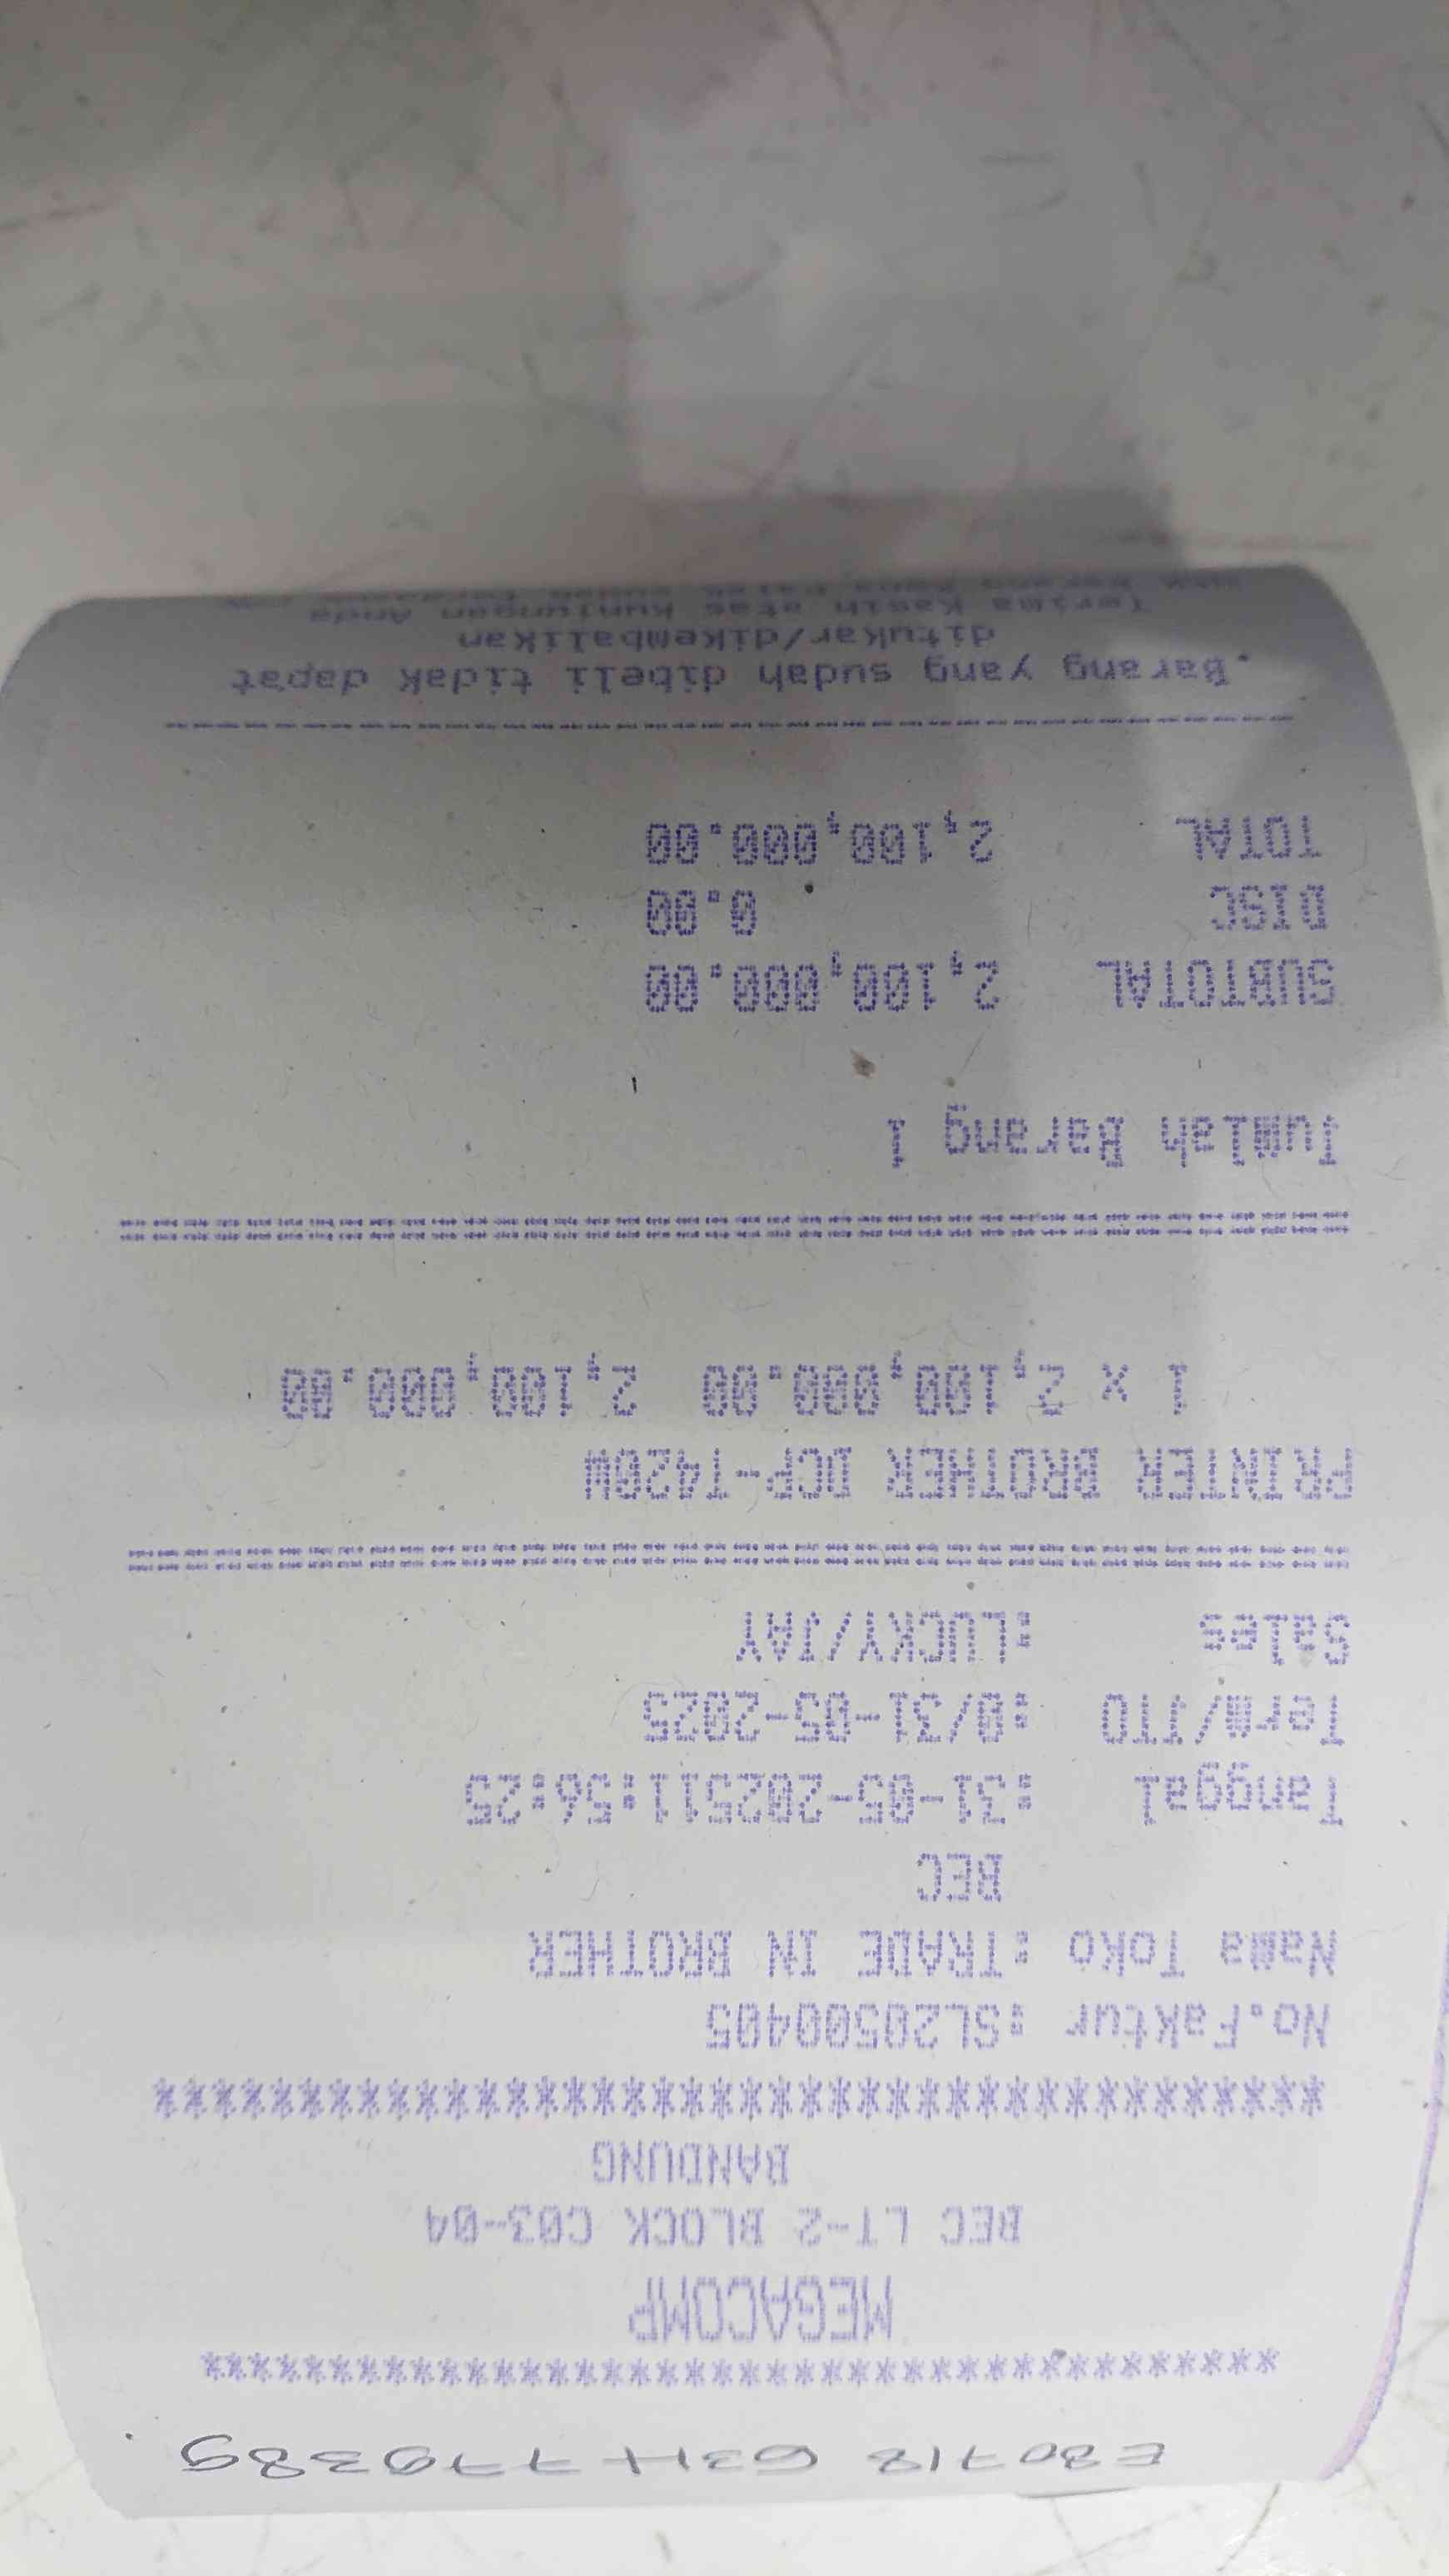 E80718 G3H779389
****************************************
MEGACOMP
BEC LT-2 BLOCK C03-04
BANDUNG
****************************************
No.Faktur :SL20500405
Nama Toko :TRADE IN BROTHER
BEC
Tanggal :31-05-202511:56:25
Temp/JTO :0/31-05-2025
Sales :LUCKY/JAY
========================================
PRINTER BROTHER DCP-T420W
1 x 2,100,000.00 2,100,000.00
========================================
Jumlah Barang 1
SUBTOTAL 2,100,000.00
DISC 0.00
TOTAL 2,100,000.00
----------------------------------------
.Barang yang sudah dibeli tidak dapat
ditukar/dikembalikan
Terima Kasih atas kunjungan Anda